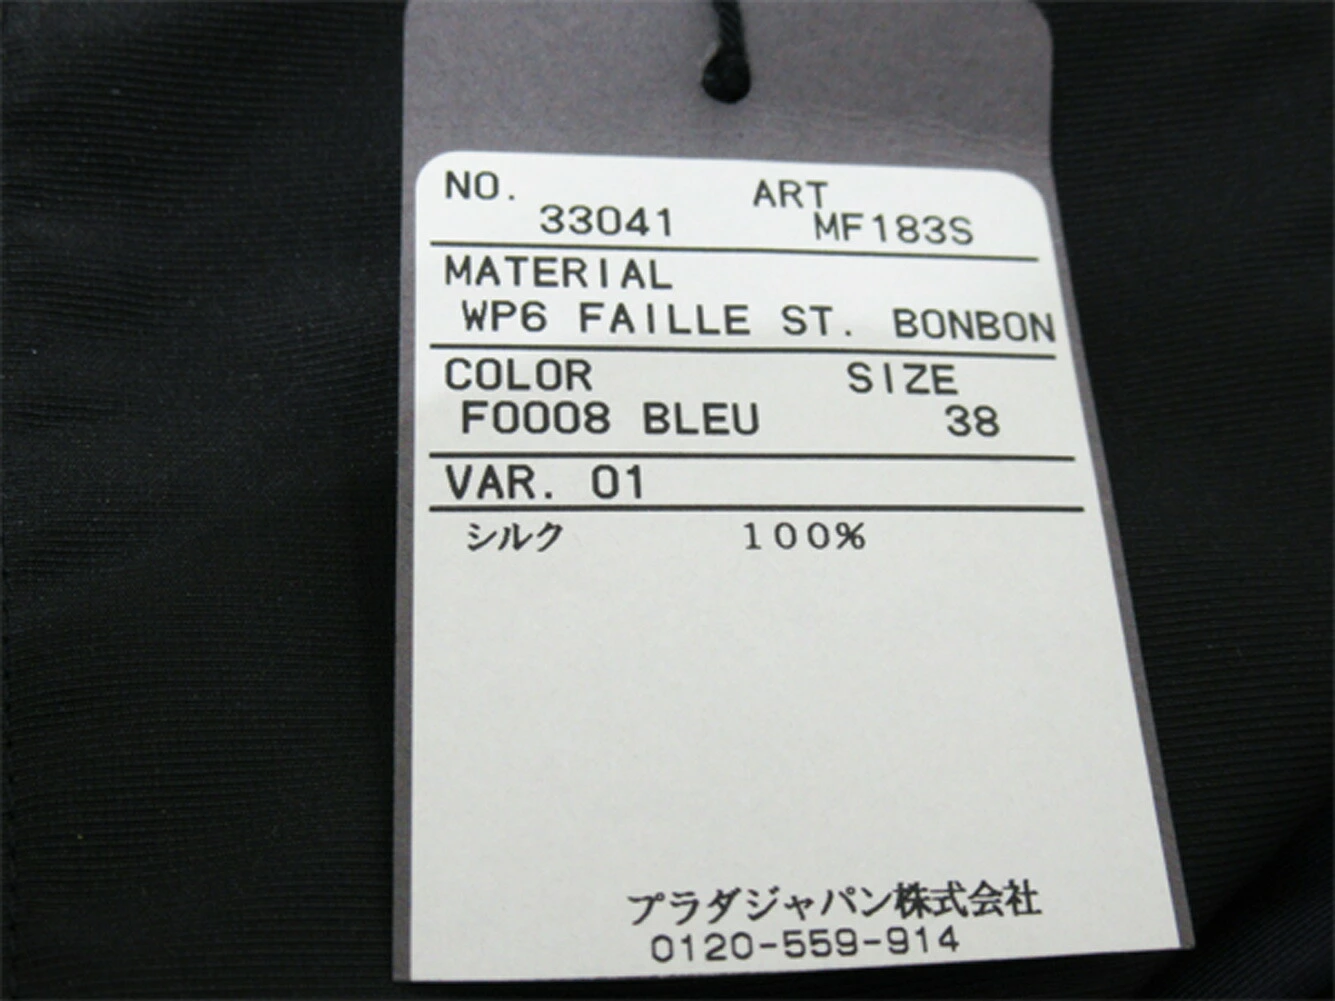 NO. ART
33041 MF183S
MATERIAL
WP6 FAILLE ST. BONBON
COLOR SIZE
F0008 BLEU 38
VAR. 01
シルク 100%
プラダジャパン株式会社
0120-559-914